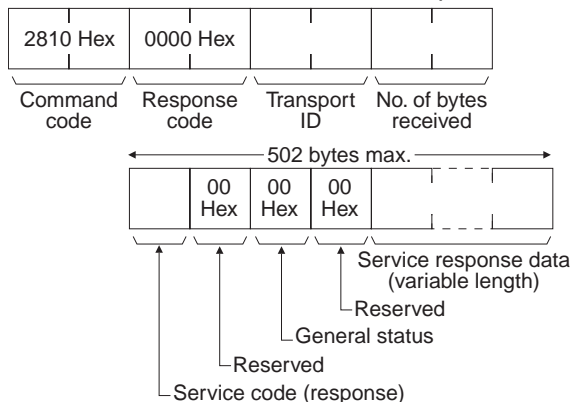 2810 Hex 0000 Hex
Command code Response code Transport ID No. of bytes received
502 bytes max.
00 Hex 00 Hex 00 Hex
Service response data (variable length)
Reserved
General status
Reserved
Service code (response)